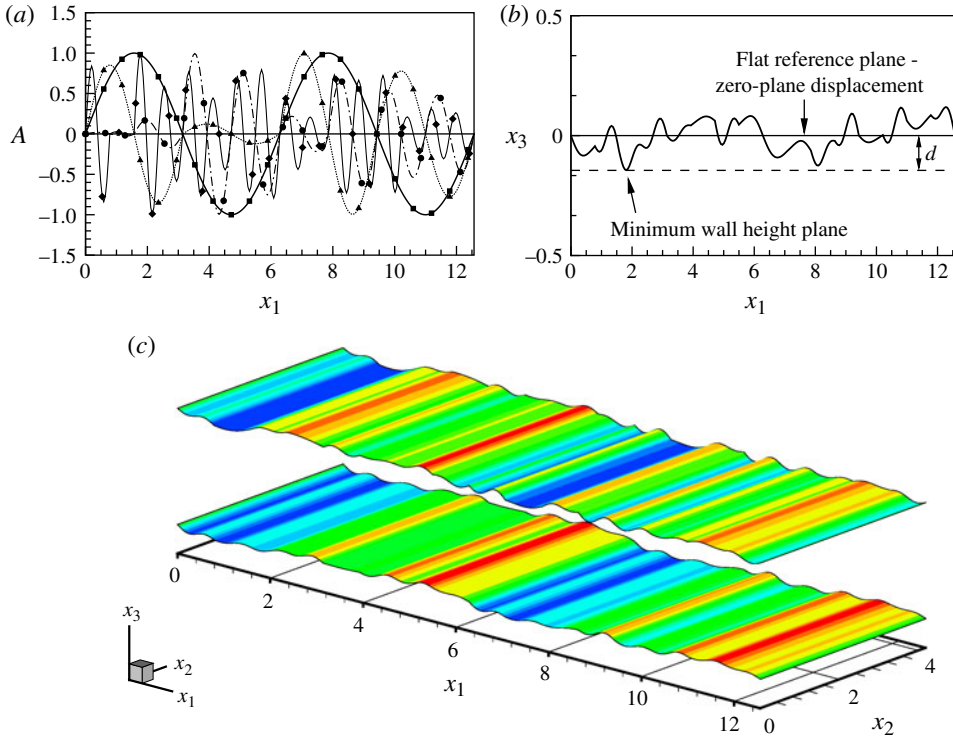 (a)
1.5
1.0
0.5
0
–0.5
–1.0
–1.5
A
0 2 4 6 8 10 12
x1
(b)
0.5
0
–0.5
x3
Flat reference plane -
zero-plane displacement
d
Minimum wall height plane
0 2 4 6 8 10 12
x1
(c)
0
2
4
6
8
10
12
x1
0
2
4
x2
x3
x2
x1